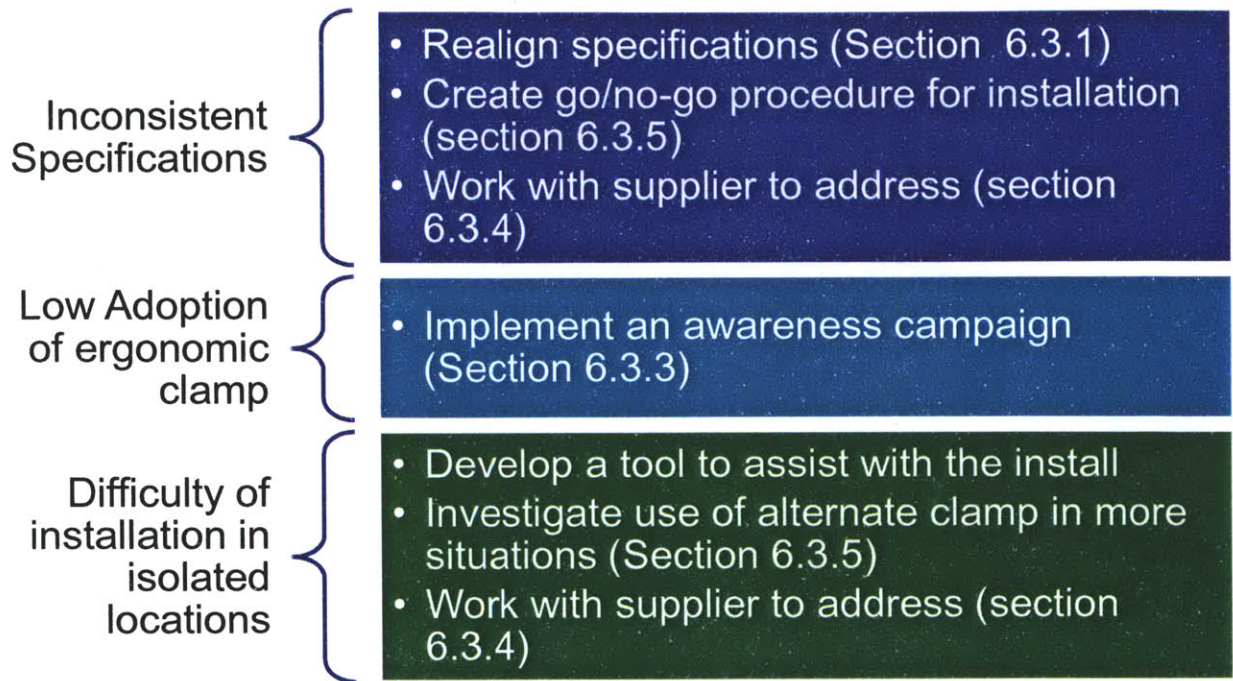 Inconsistent
Specifications
• Realign specifications (Section 6.3.1)
• Create go/no-go procedure for installation
(section 6.3.5)
• Work with supplier to address (section
6.3.4)
Low Adoption
of ergonomic
clamp
• Implement an awareness campaign
(Section 6.3.3)
Difficulty of
installation in
isolated
locations
• Develop a tool to assist with the install
• Investigate use of alternate clamp in more
situations (Section 6.3.5)
• Work with supplier to address (section
6.3.4)